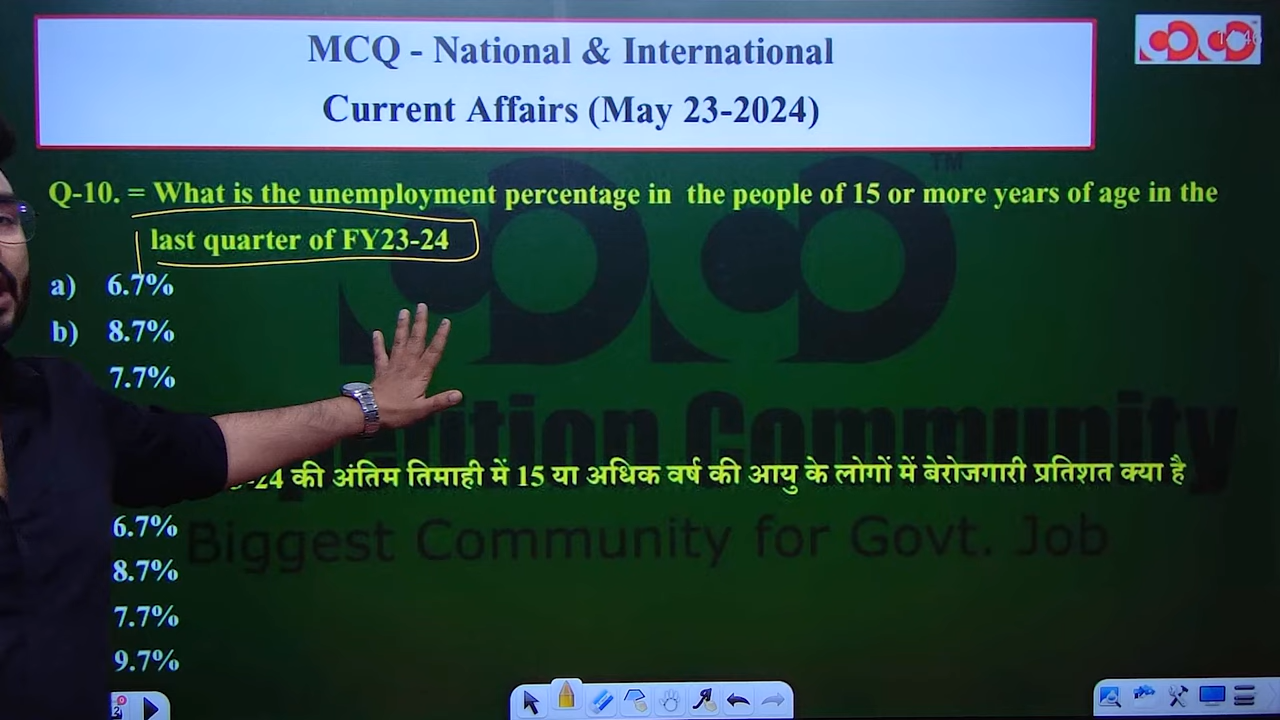 MCQ - National & International
Current Affairs (May 23-2024)
Q-10. = What is the unemployment percentage in the people of 15 or more years of age in the
last quarter of FY23-24
a) 6.7%
b) 8.7%
7.7%
-24 की अंतिम तिमाही में 15 या अधिक वर्ष की आयु के लोगों में बेरोजगारी प्रतिशत क्या है
6.7%
8.7%
7.7%
9.7%
Community
Biggest Community for Govt. Job
TM